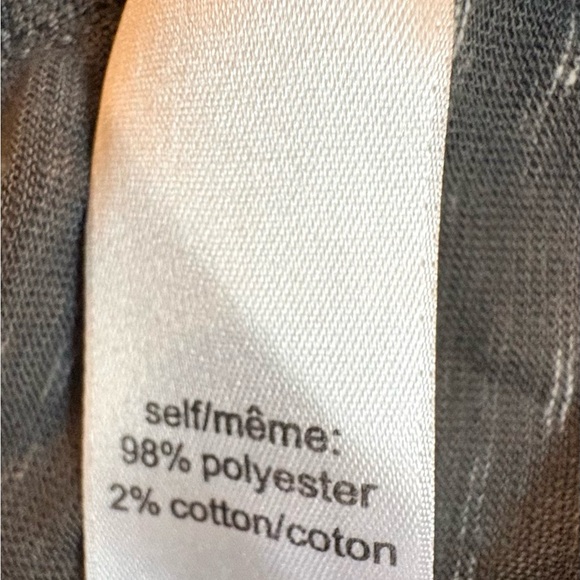 self/même:
98% polyester
2% cotton/coton